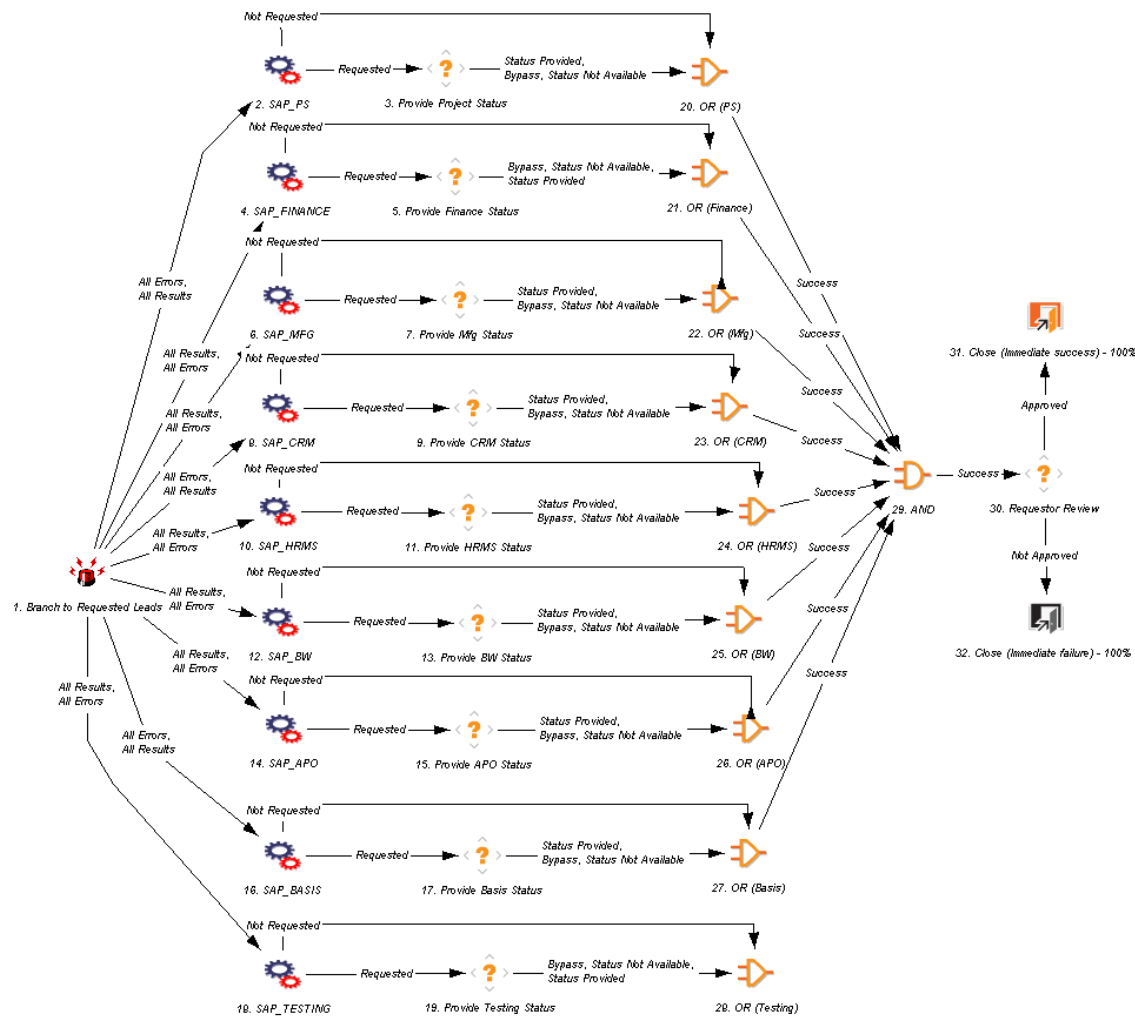 Not Requested
Requested
Status Provided,
Bypass, Status Not Available
2. SAP_PS
3. Provide Project Status
20. OR (PS)
Not Requested
Requested
Bypass, Status Not Available,
Status Provided
4. SAP_FINANCE
5. Provide Finance Status
21. OR (Finance)
Not Requested
All Errors,
All Results
Success
Requested
Status Provided,
Bypass, Status Not Available
6. SAP_MFG
7. Provide Mfg Status
22. OR (Mfg)
Success
31. Close (Immediate success) - 100%
All Results,
All Errors
Not Requested
Success
Requested
Status Provided,
Bypass, Status Not Available
Approved
All Results,
All Errors
8. SAP_CRM
9. Provide CRM Status
23. OR (CRM)
Success
Not Requested
All Errors,
All Results
Success
Success
Requested
Status Provided,
Bypass, Status Not Available
29. AND
30. Requestor Review
All Results,
All Errors
10. SAP_HRMS
11. Provide HRMS Status
24. OR (HRMS)
Success
Not Approved
Not Requested
1. Branch to Requested Leads
All Results,
All Errors
Requested
Status Provided,
Bypass, Status Not Available
Success
12. SAP_BW
13. Provide BW Status
25. OR (BW)
32. Close (Immediate failure) - 100%
All Results,
All Errors
Not Requested
Success
All Results,
All Errors
Requested
Status Provided,
Bypass, Status Not Available
All Errors,
All Results
14. SAP_APO
15. Provide APO Status
26. OR (APO)
Not Requested
Requested
Status Provided,
Bypass, Status Not Available
16. SAP_BASIS
17. Provide Basis Status
27. OR (Basis)
Not Requested
Requested
Bypass, Status Not Available,
Status Provided
18. SAP_TESTING
19. Provide Testing Status
28. OR (Testing)